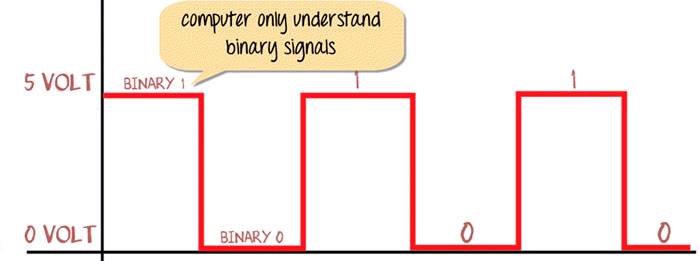 computer only understand
binary signals
5 VOLT
BINARY 1
1
1
0 VOLT
BINARY 0
0
0